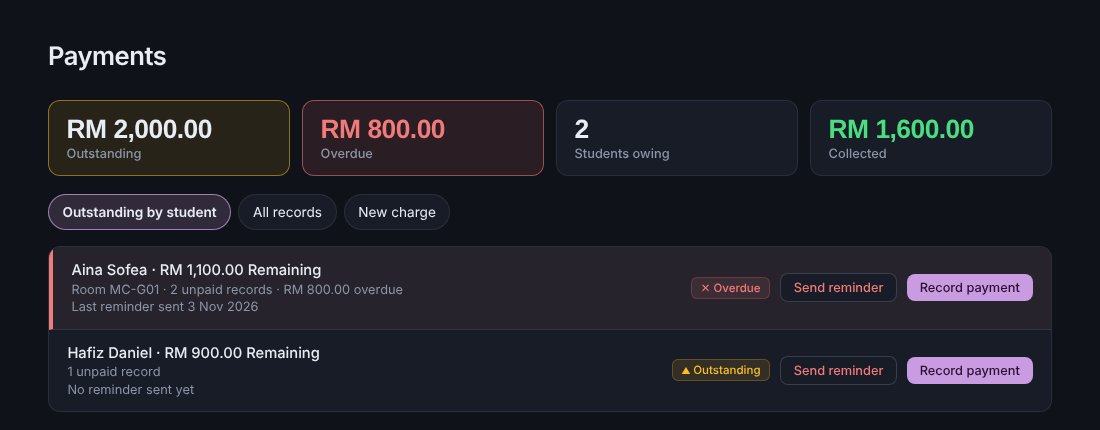 Payments
RM 2,000.00
Outstanding
RM 800.00
Overdue
2
Students owing
RM 1,600.00
Collected
Outstanding by student
All records
New charge
Aina Sofea · RM 1,100.00 Remaining
Room MC-G01 · 2 unpaid records · RM 800.00 overdue
Last reminder sent 3 Nov 2026
✕ Overdue
Send reminder
Record payment
Hafiz Daniel · RM 900.00 Remaining
1 unpaid record
No reminder sent yet
▲ Outstanding
Send reminder
Record payment